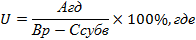 U = Агд / (Вр − Ссубв) × 100%, где